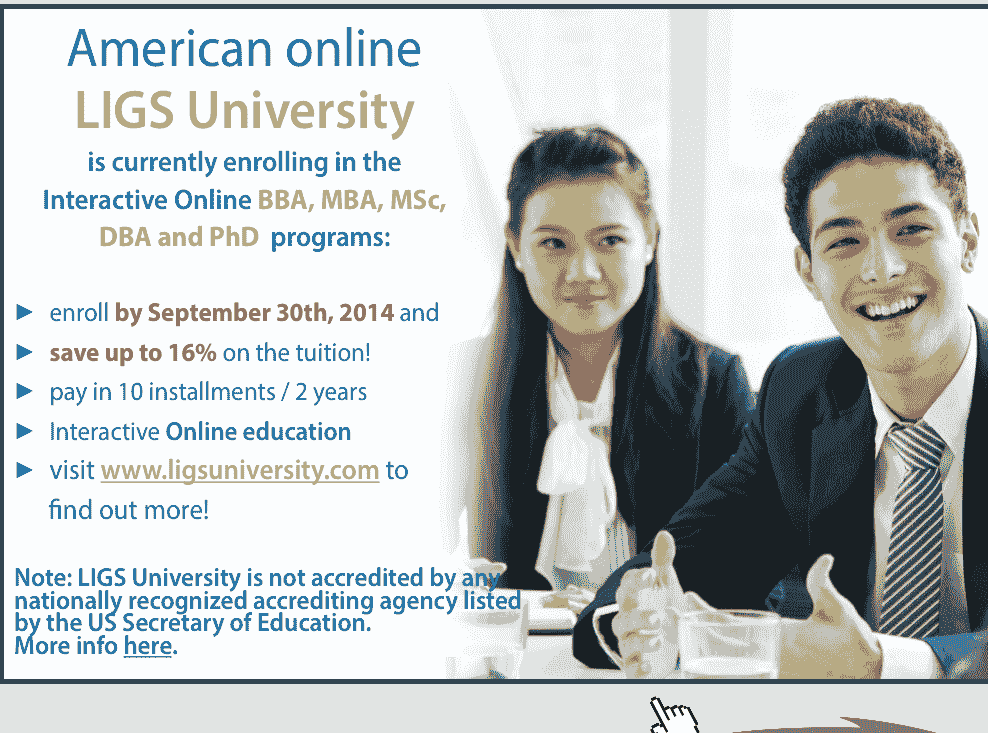 American online
LIGS University
is currently enrolling in the
Interactive Online BBA, MBA, MSc,
DBA and PhD programs:
► enroll by September 30th, 2014 and
► save up to 16% on the tuition!
► pay in 10 installments / 2 years
► Interactive Online education
► visit www.ligsuniversity.com to
find out more!
Note: LIGS University is not accredited by any
nationally recognized accrediting agency listed
by the US Secretary of Education.
More info here.